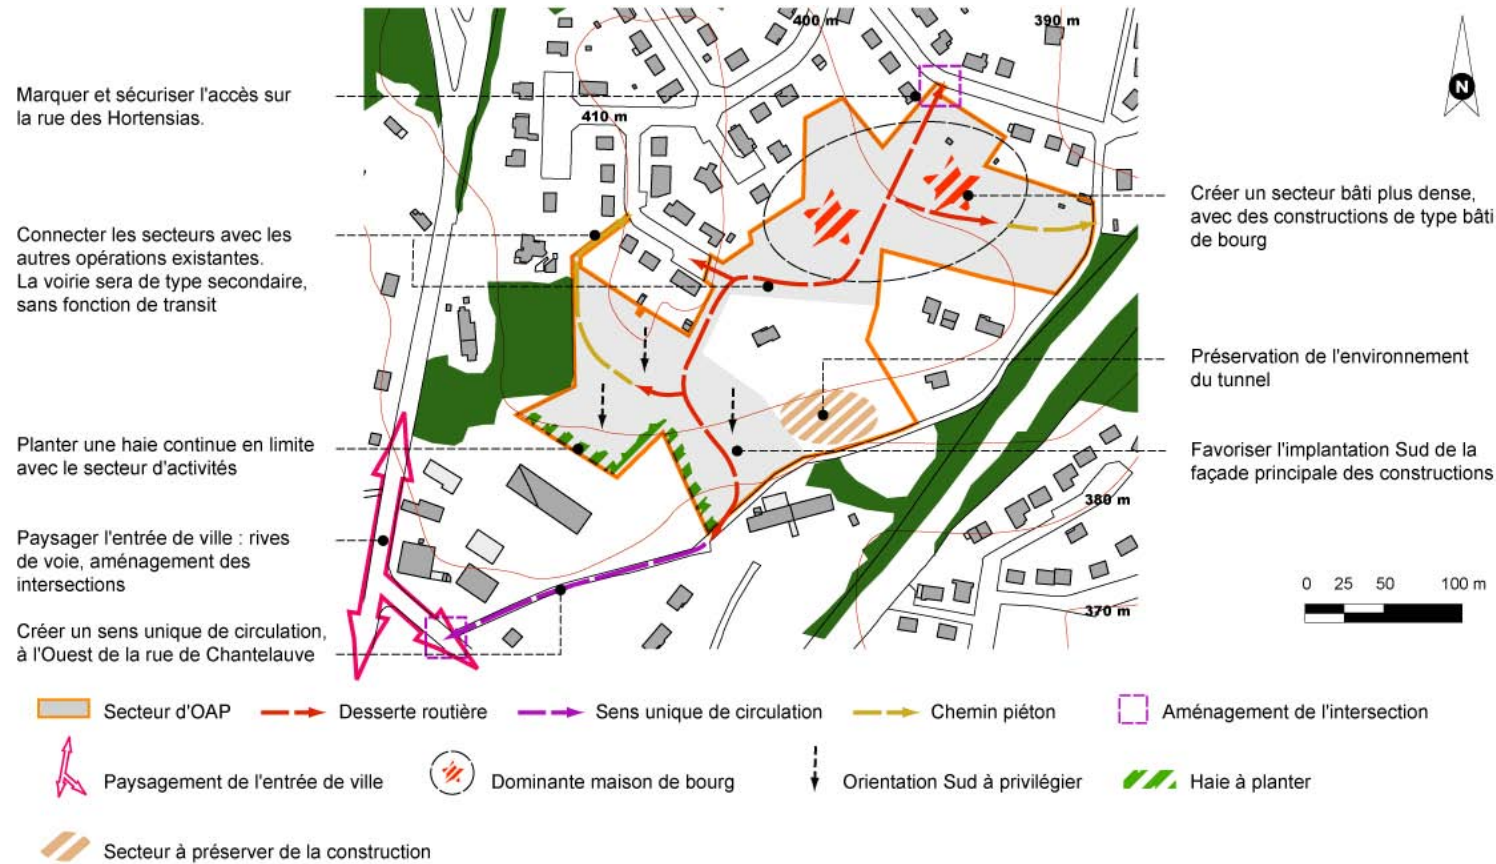 400 m
390 m
N
Marquer et sécuriser l'accès sur
la rue des Hortensias.
410 m
Créer un secteur bâti plus dense,
avec des constructions de type bâti
de bourg
Connecter les secteurs avec les
autres opérations existantes.
La voirie sera de type secondaire,
sans fonction de transit
Préservation de l'environnement
du tunnel
Planter une haie continue en limite
avec le secteur d'activités
Favoriser l'implantation Sud de la
façade principale des constructions
380 m
Paysager l'entrée de ville : rives
de voie, aménagement des
intersections
0 25 50 100 m
370 m
Créer un sens unique de circulation,
à l'Ouest de la rue de Chantelauve
Secteur d'OAP
Desserte routière
Sens unique de circulation
Chemin piéton
Aménagement de l'intersection
Paysagement de l'entrée de ville
Dominante maison de bourg
Orientation Sud à privilégier
Haie à planter
Secteur à préserver de la construction